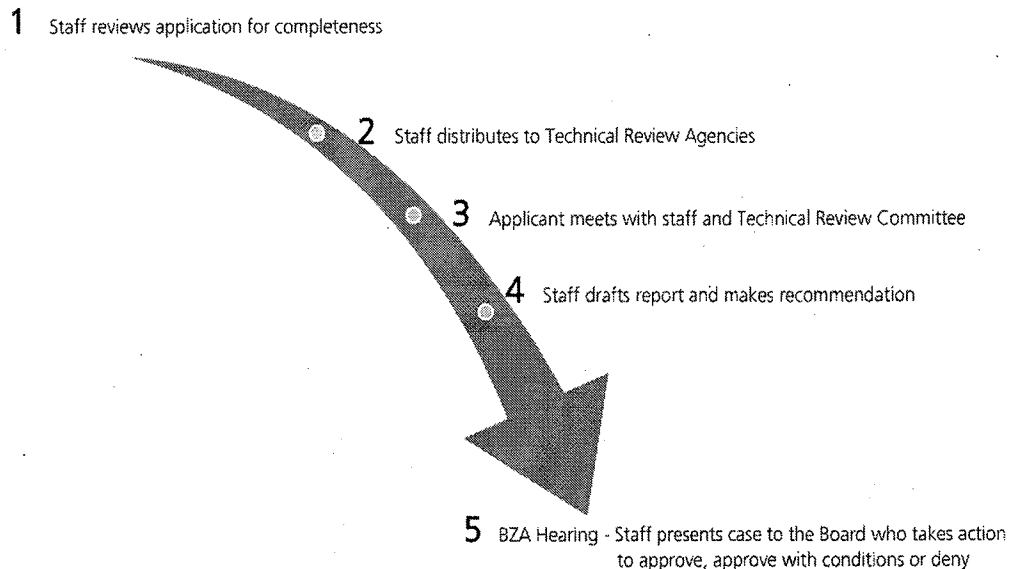 1 Staff reviews application for completeness
2 Staff distributes to Technical Review Agencies
3 Applicant meets with staff and Technical Review Committee
4 Staff drafts report and makes recommendation
5 BZA Hearing - Staff presents case to the Board who takes action
to approve, approve with conditions or deny